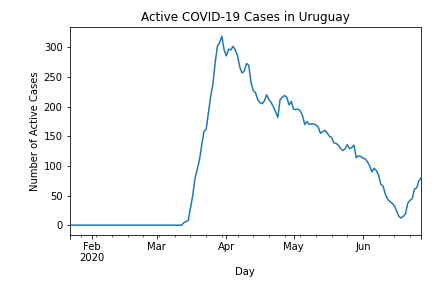 Active COVID-19 Cases in Uruguay
300
250
200
150
100
50
0
Number of Active Cases
Feb
2020
Mar
Apr
May
Jun
Day